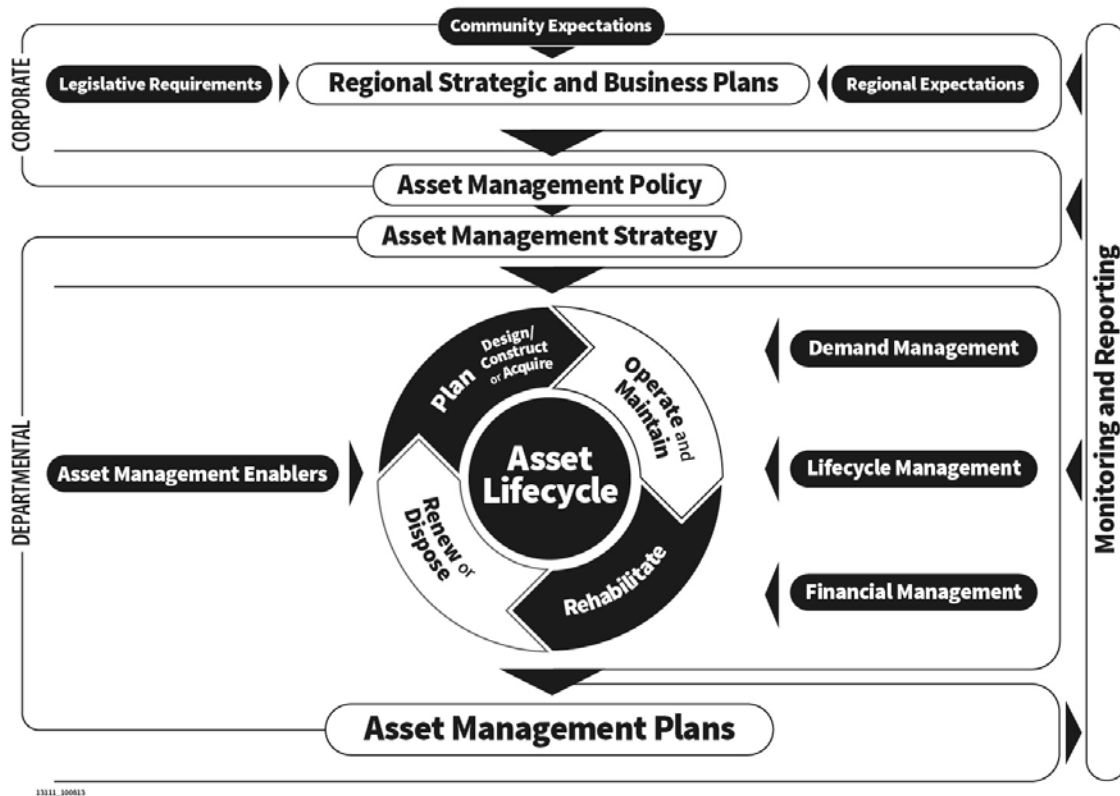 Community Expectations
CORPORATE
Legislative Requirements
Regional Strategic and Business Plans
Regional Expectations
Asset Management Policy
Asset Management Strategy
DEPARTMENTAL
Plan
Design/
Construct
or Acquire
Operate and
Maintain
Rehabilitate
Renew or
Dispose
Asset
Lifecycle
Asset Management Enablers
Demand Management
Lifecycle Management
Financial Management
Monitoring and Reporting
Asset Management Plans
13111_100813